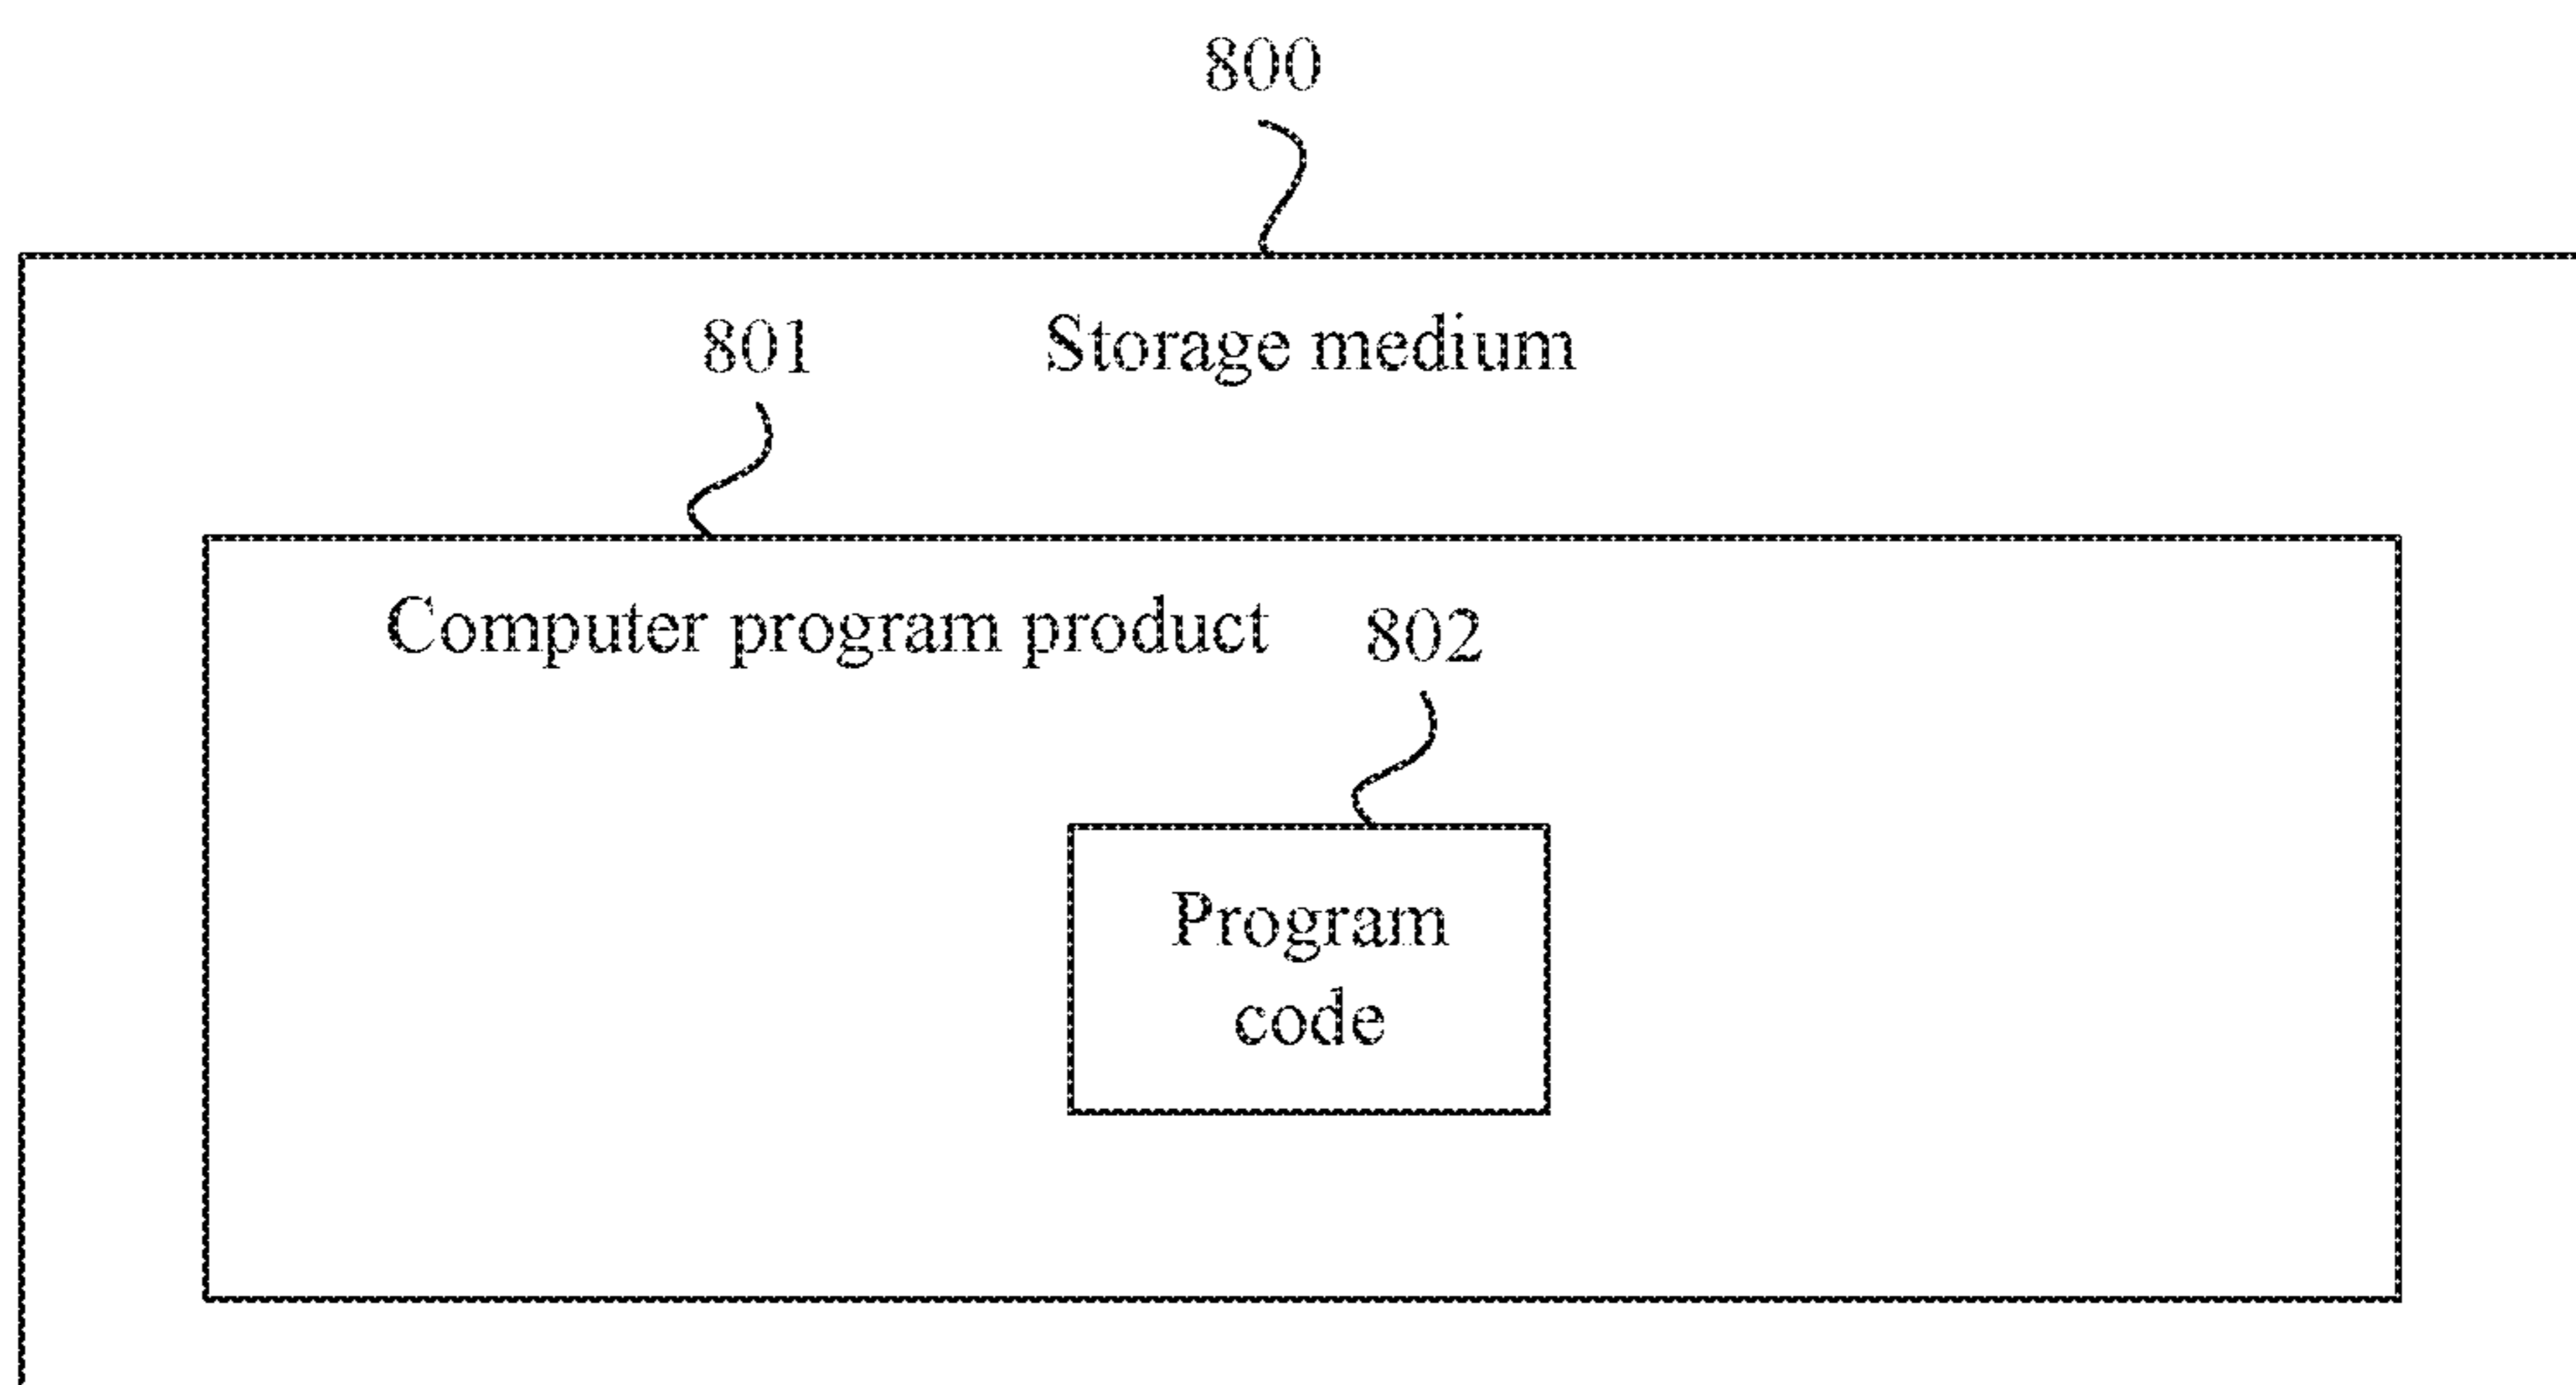 800
801
Storage medium
Computer program product
802
Program
code